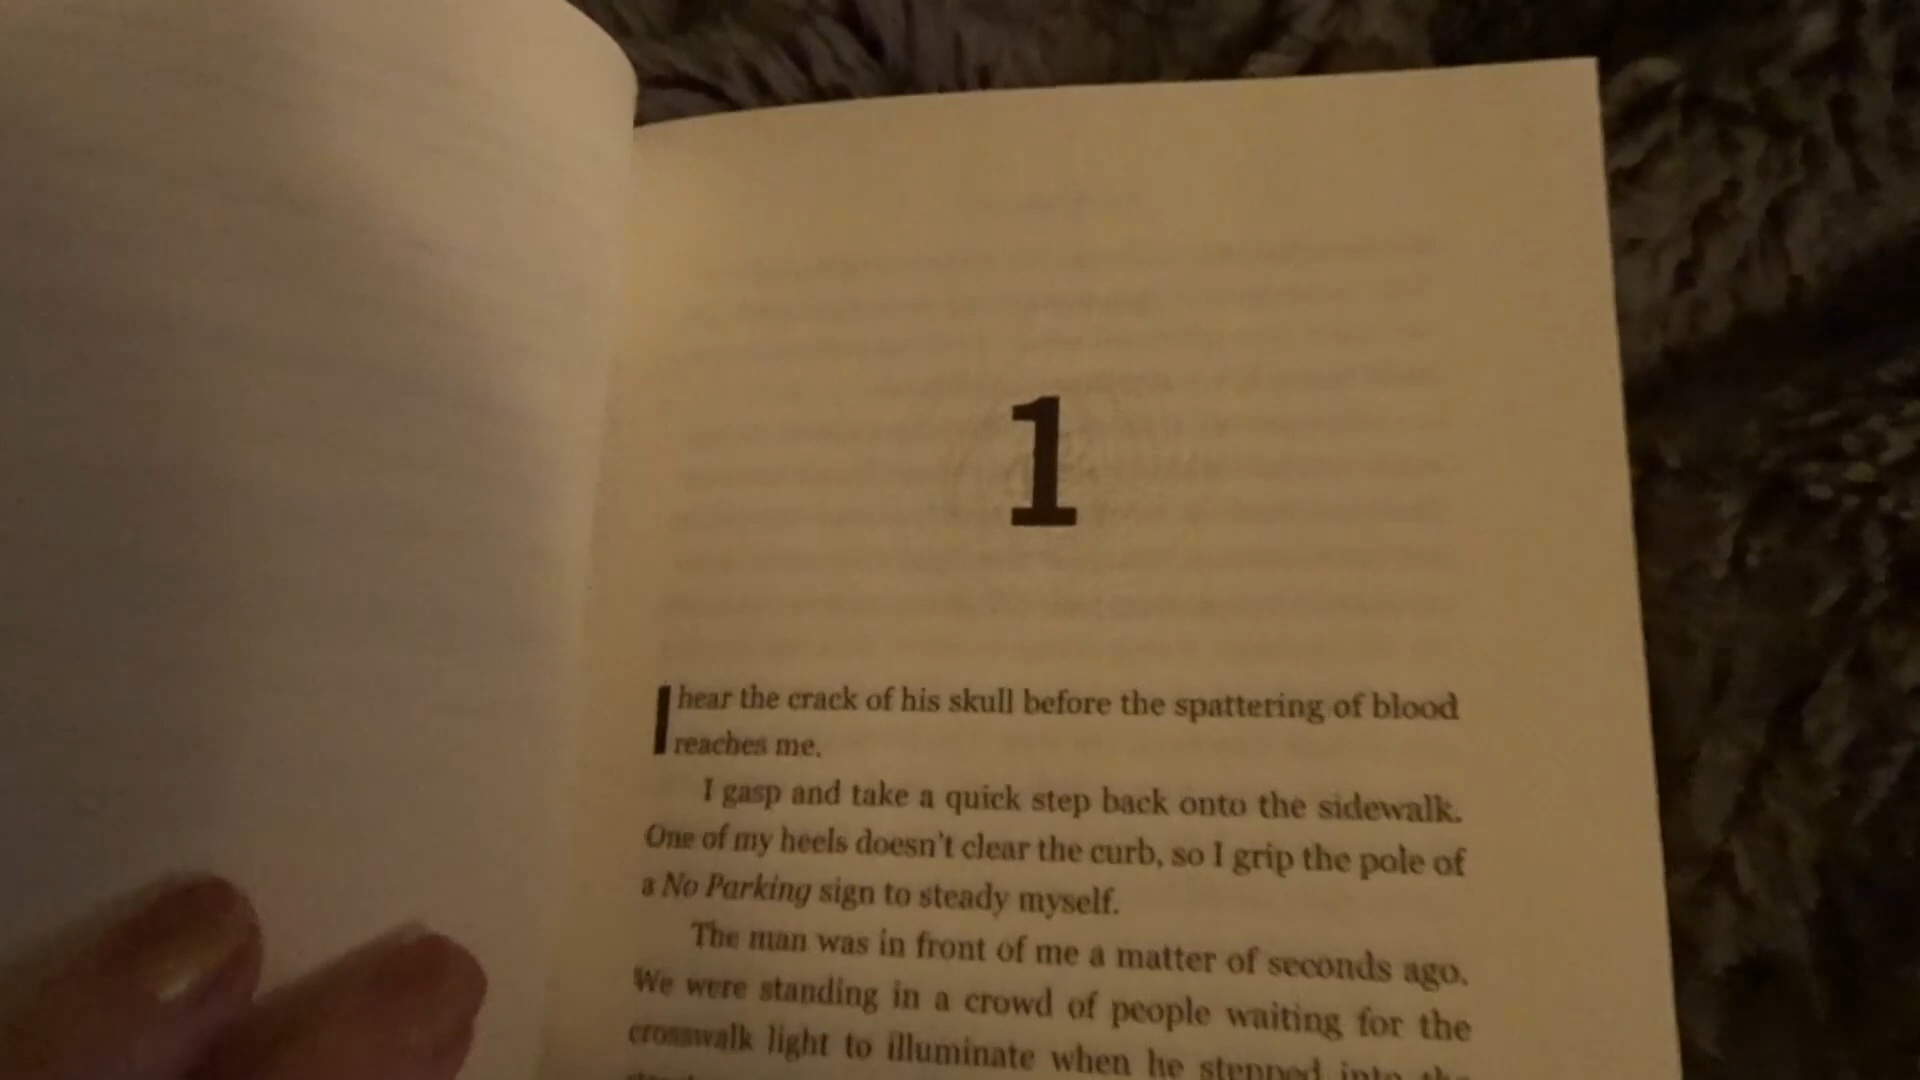 1
I hear the crack of his skull before the spattering of blood
reaches me.
I gasp and take a quick step back onto the sidewalk.
One of my heels doesn't clear the curb, so I grip the pole of
a No Parking sign to steady myself.
The man was in front of me a matter of seconds ago.
We were standing in a crowd of people waiting for the
crosswalk light to illuminate when he stepped into the